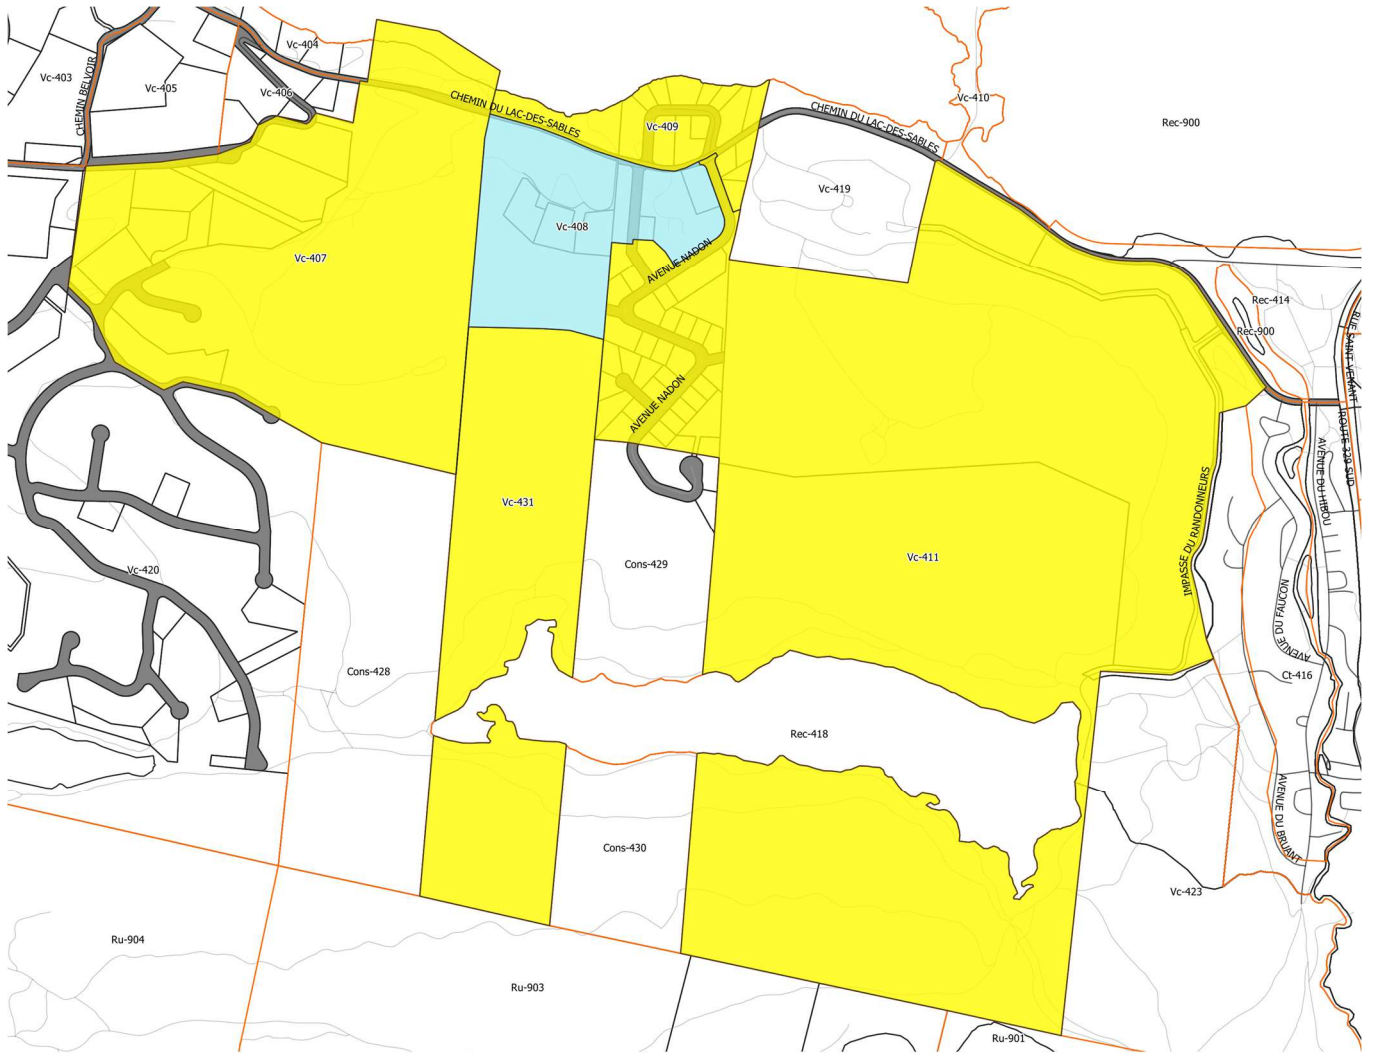 Vc-404
Vc-403
CHEMIN BELVOIR
Vc-405
Vc-406
CHEMIN DU LAC-DES-SABLES
Vc-409
CHEMIN DU LAC-DES-SABLES
Vc-410
Rec-900
Vc-419
Vc-408
Vc-407
AVENUE NADON
Rec-414
Rec-900
RUE SAINT VENANT
AVENUE NADON
ROUTE 329 SUD
AVENUE DU HIBOU
Vc-431
IMPASSE DU RANDONNEURS
Vc-411
Cons-429
Vc-420
AVENUE DU FAUCON
Cons-428
Ct-416
Rec-418
AVENUE DU BRUANT
Cons-430
Vc-423
Ru-904
Ru-903
Ru-901